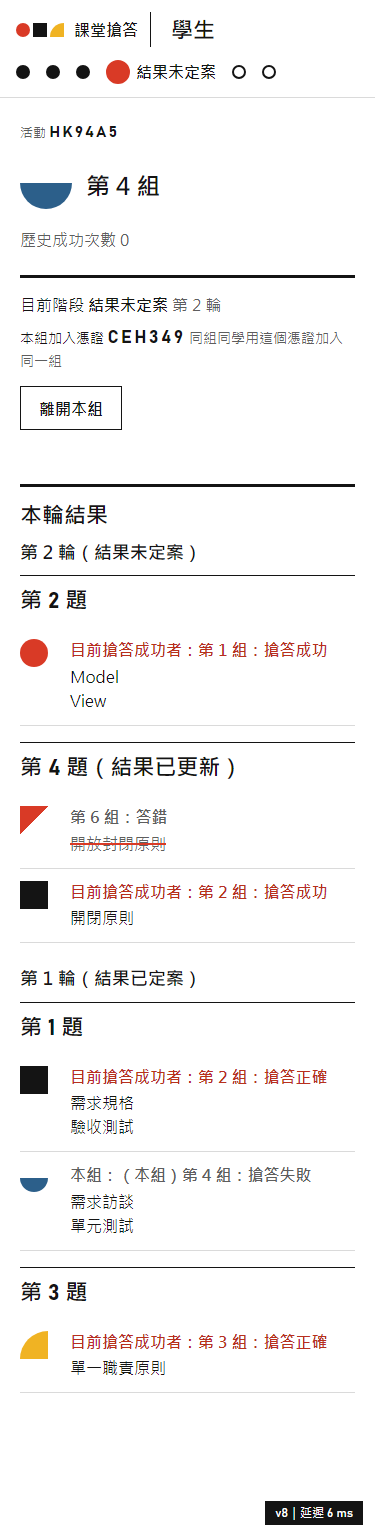 課堂搶答 學生
結果未定案
活動 HK94A5
第 4 組
歷史成功次數 0
目前階段 結果未定案 第 2 輪
本組加入憑證 CEH349 同組同學用這個憑證加入
同一組
離開本組
本輪結果
第 2 輪（結果未定案）
第 2 題
目前搶答成功者：第 1 組：搶答成功
Model
View
第 4 題（結果已更新）
第 6 組：答錯
開放封閉原則
目前搶答成功者：第 2 組：搶答成功
開閉原則
第 1 輪（結果已定案）
第 1 題
目前搶答成功者：第 2 組：搶答正確
需求規格
驗收測試
本組：（本組）第 4 組：搶答失敗
需求訪談
單元測試
第 3 題
目前搶答成功者：第 3 組：搶答正確
單一職責原則
v8 | 延遲 6 ms